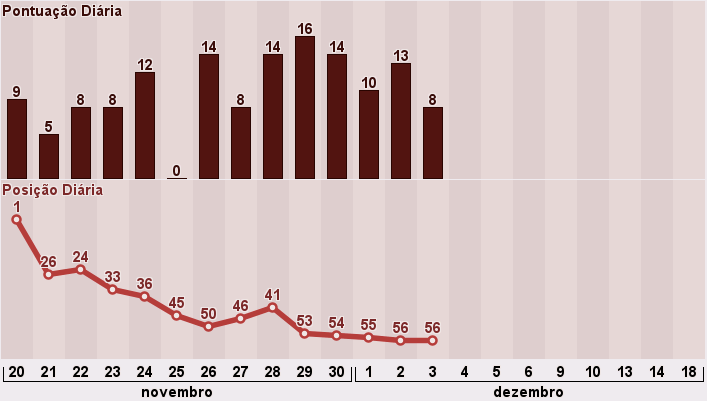 Pontuação Diária
9 5 8 8 12 0 14 8 14 16 14 10 13 8
Posição Diária
1 26 24 33 36 45 50 46 41 53 54 55 56 56
20 21 22 23 24 25 26 27 28 29 30 1 2 3 4 5 6 9 10 13 14 18
novembro dezembro